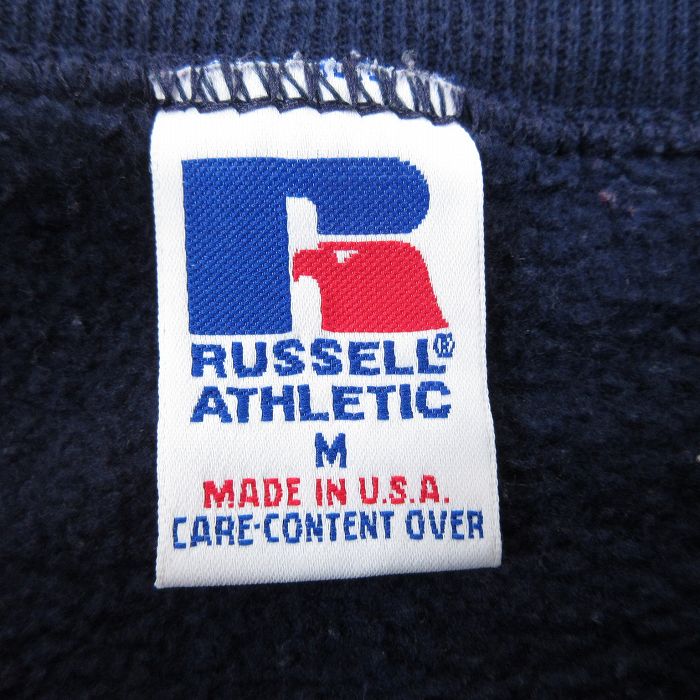 RUSSELL®
ATHLETIC
M
MADE IN U.S.A.
CARE-CONTENT OVER